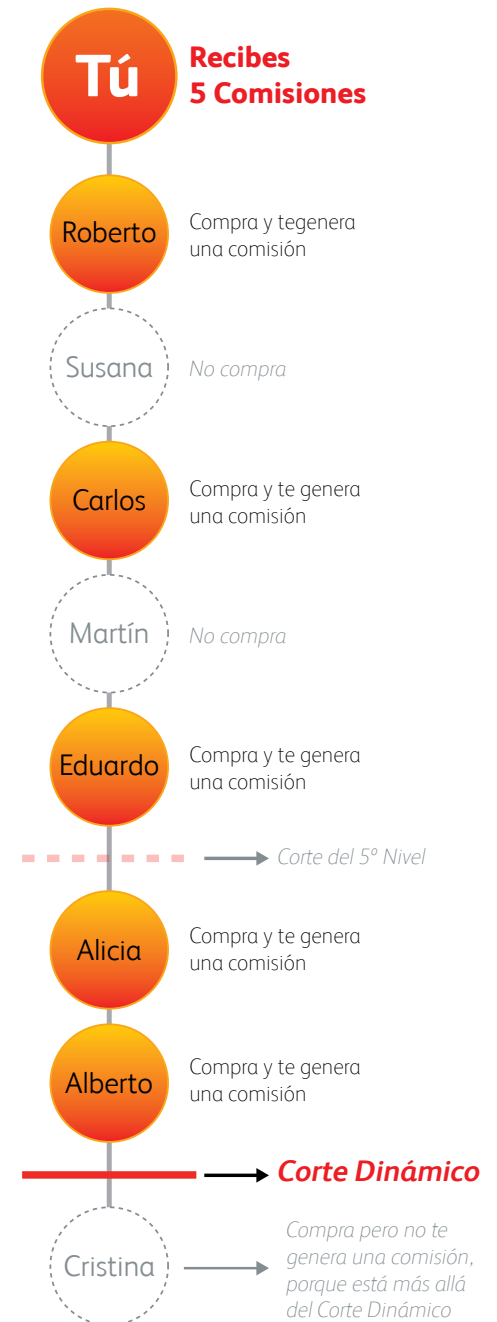 Tú
Recibes
5 Comisiones
Roberto
Compra y tegenera
una comisión
Susana
No compra
Carlos
Compra y te genera
una comisión
Martín
No compra
Eduardo
Compra y te genera
una comisión
Corte del 5º Nivel
Alicia
Compra y te genera
una comisión
Alberto
Compra y te genera
una comisión
Corte Dinámico
Cristina
Compra pero no te
genera una comisión,
porque está más allá
del Corte Dinámico